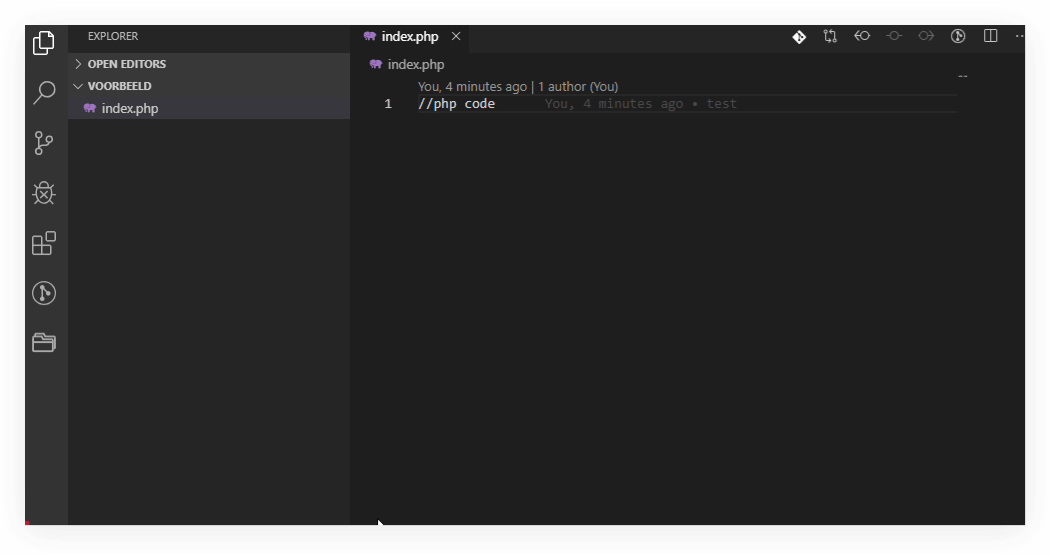 EXPLORER
OPEN EDITORS
VOORBEELD
index.php
index.php
index.php
You, 4 minutes ago | 1 author (You)
1 //php code You, 4 minutes ago • test